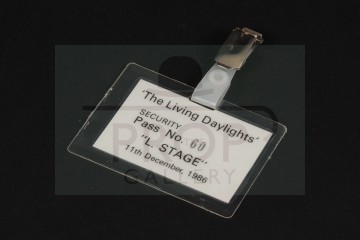 'The Living Daylights'
SECURITY
Pass No. 60
"L. STAGE"
11th December, 1986
PROP
GALLERY